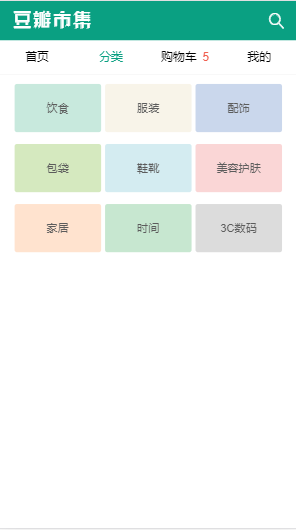 豆瓣市集
首页 分类 购物车 5 我的
饮食 服装 配饰
包袋 鞋靴 美容护肤
家居 时间 3C数码